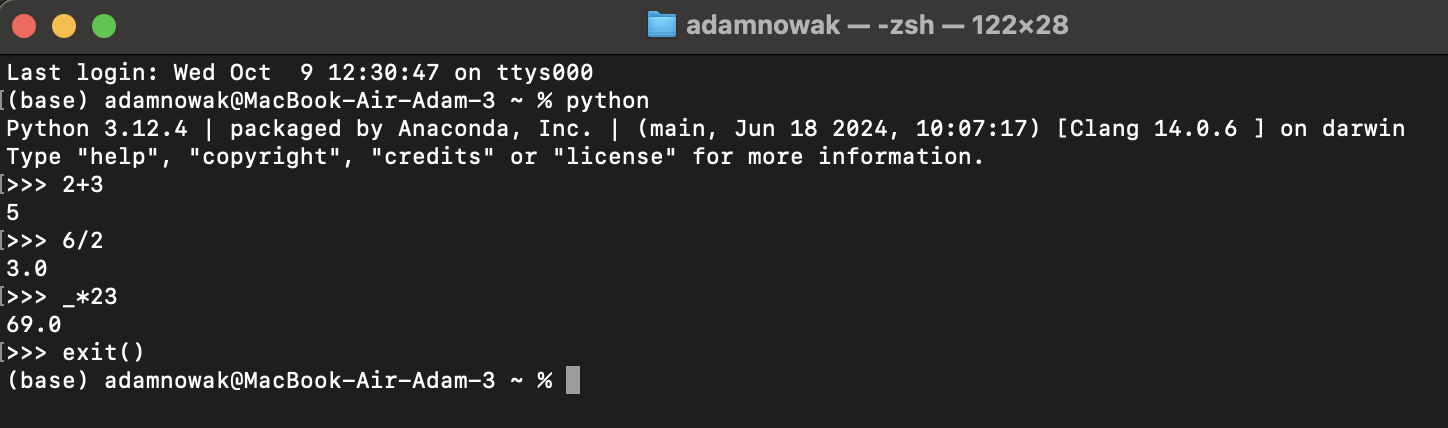 adamnowak — -zsh — 122×28
Last login: Wed Oct  9 12:30:47 on ttys000
(base) adamnowak@MacBook-Air-Adam-3 ~ % python
Python 3.12.4 | packaged by Anaconda, Inc. | (main, Jun 18 2024, 10:07:17) [Clang 14.0.6 ] on darwin
Type "help", "copyright", "credits" or "license" for more information.
>>> 2+3
5
>>> 6/2
3.0
>>> _*23
69.0
>>> exit()
(base) adamnowak@MacBook-Air-Adam-3 ~ %